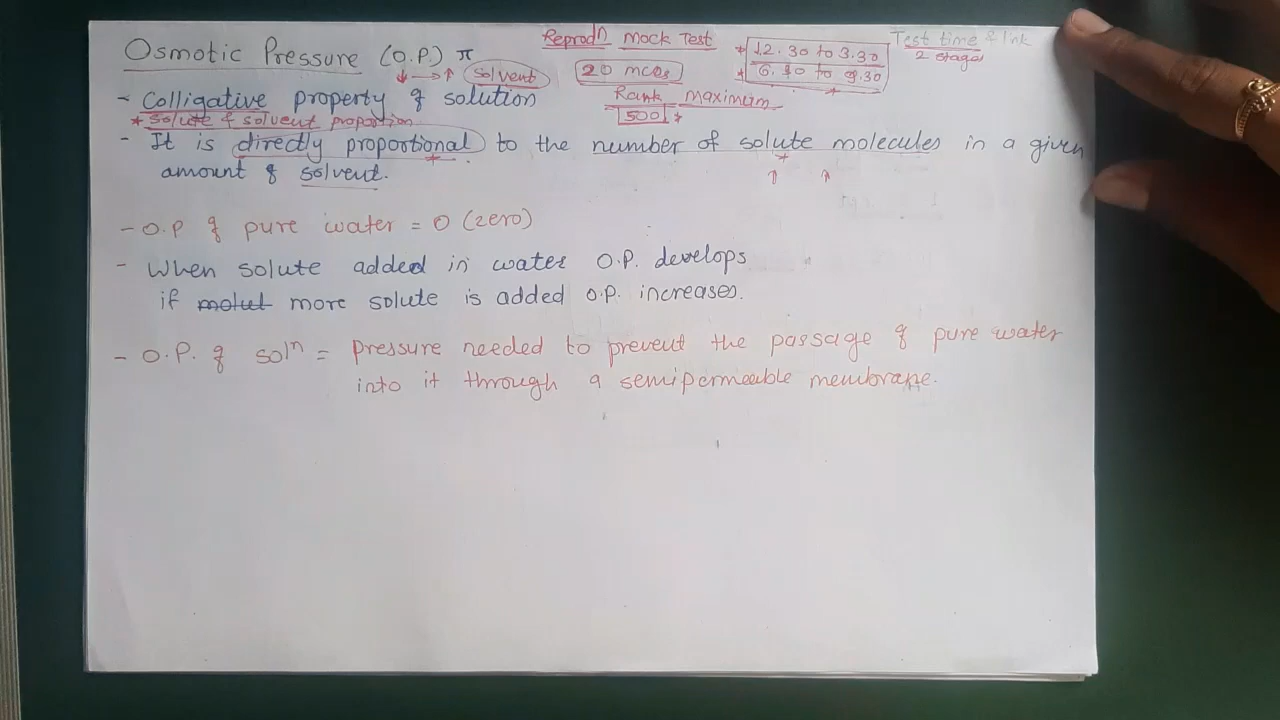 Reprodⁿ Mock Test
Test time & link
Osmotic Pressure (O.P.) π
* 12.30 to 3.30
2 stages
↓ → ↑ solvent
20 mcqs
* 6.30 to 9.30
- Colligative property of solution
Rank maximum
* Solute & solvent proportion
500 *
- It is directly proportional to the number of solute molecules in a given
amount of solvent.
- O.P of pure water = 0 (zero)
- When solute added in water O.P. develops
if more solute is added O.P. increases.
- O.P. of solⁿ = Pressure needed to prevent the passage of pure water
into it through a semipermeable membrane.